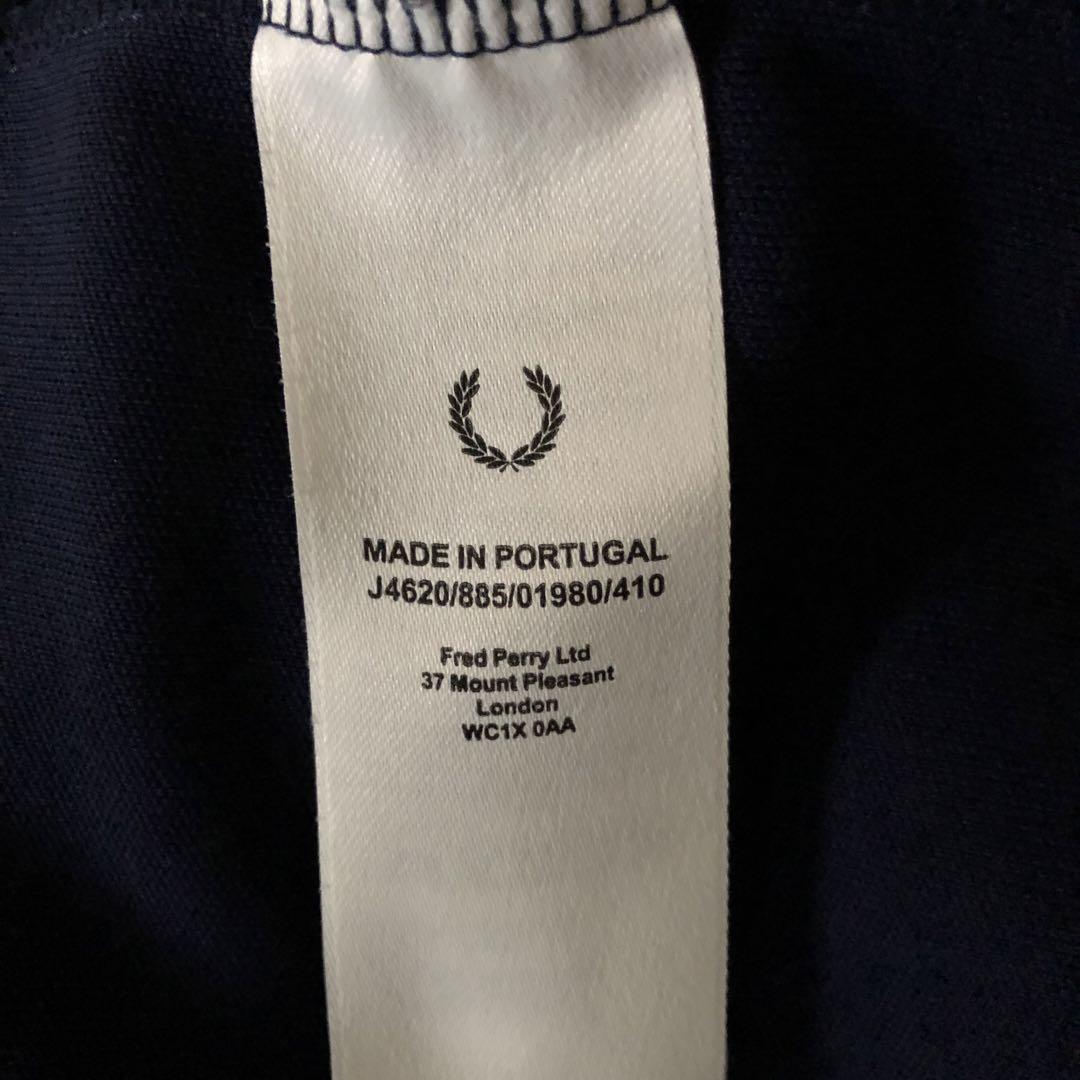 MADE IN PORTUGAL
J4620/885/01980/410
Fred Perry Ltd
37 Mount Pleasant
London
WC1X 0AA